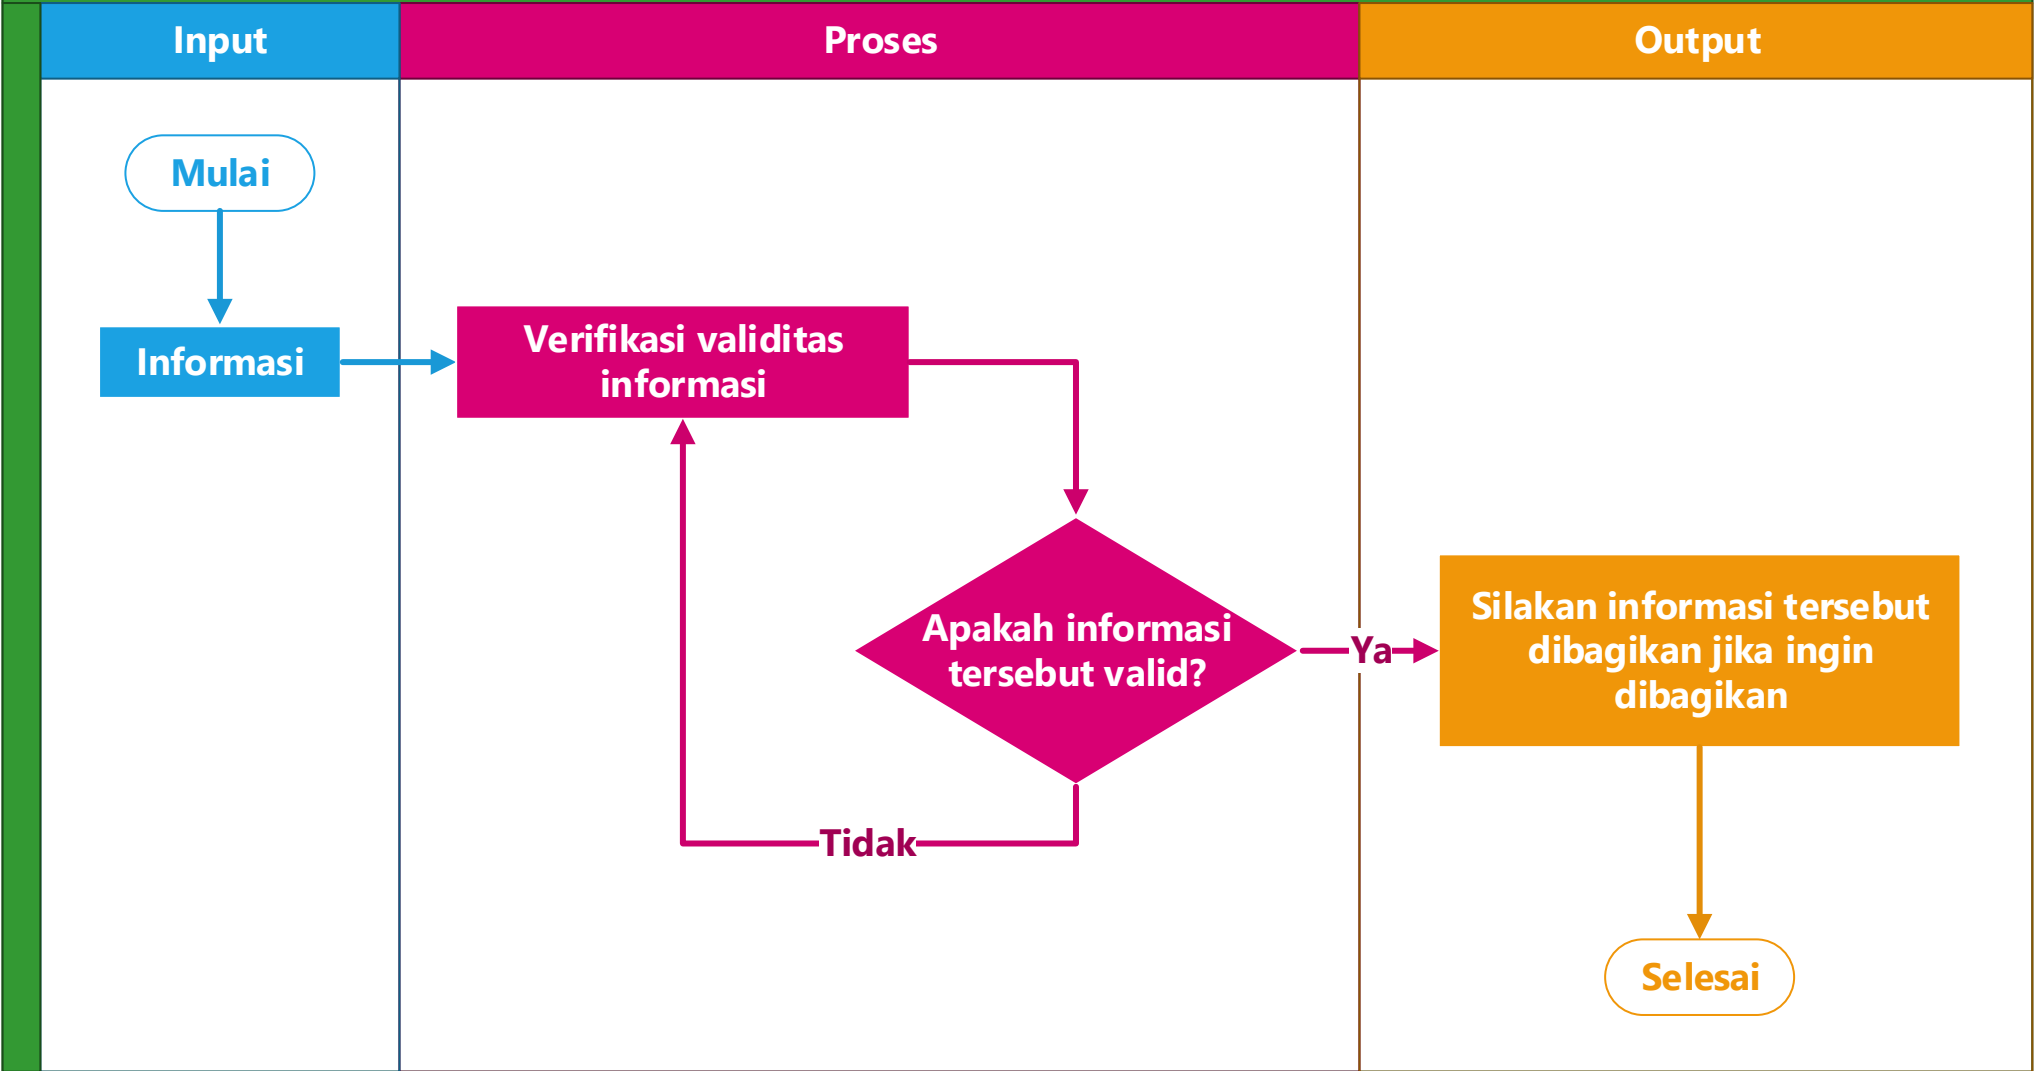 Input
Proses
Output
Mulai
Informasi
Verifikasi validitas
informasi
Apakah informasi
tersebut valid?
Ya
Tidak
Silakan informasi tersebut
dibagikan jika ingin
dibagikan
Selesai